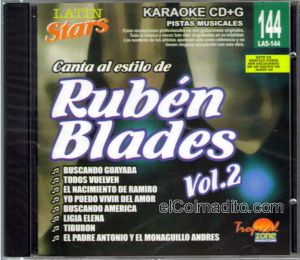 LATIN
Stars
KARAOKE CD+G
PISTAS MUSICALES
144
LAS-144
Canta al estilo de
Rubén
Blades
Vol.2
BUSCANDO GUAYABA
TODOS VUELVEN
EL NACIMIENTO DE RAMIRO
YO PUEDO VIVIR DEL AMOR
BUSCANDO AMERICA
LIGIA ELENA
TIBURON
EL PADRE ANTONIO Y EL MONAGUILLO ANDRES
elColmadito.com
Tropical
zone